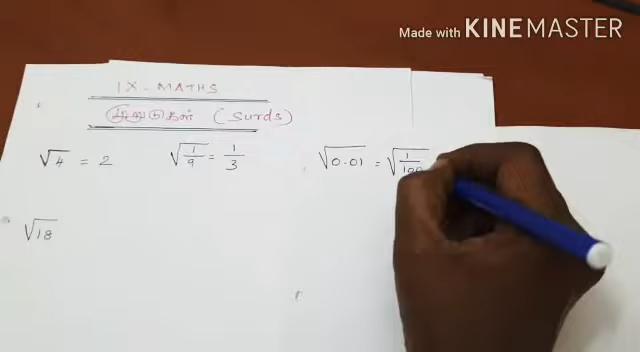 Made with KINEMASTER
IX - MATHS
(Surds)
√4 = 2
√1/9 = 1/3
√0.01 = √1/100
√18